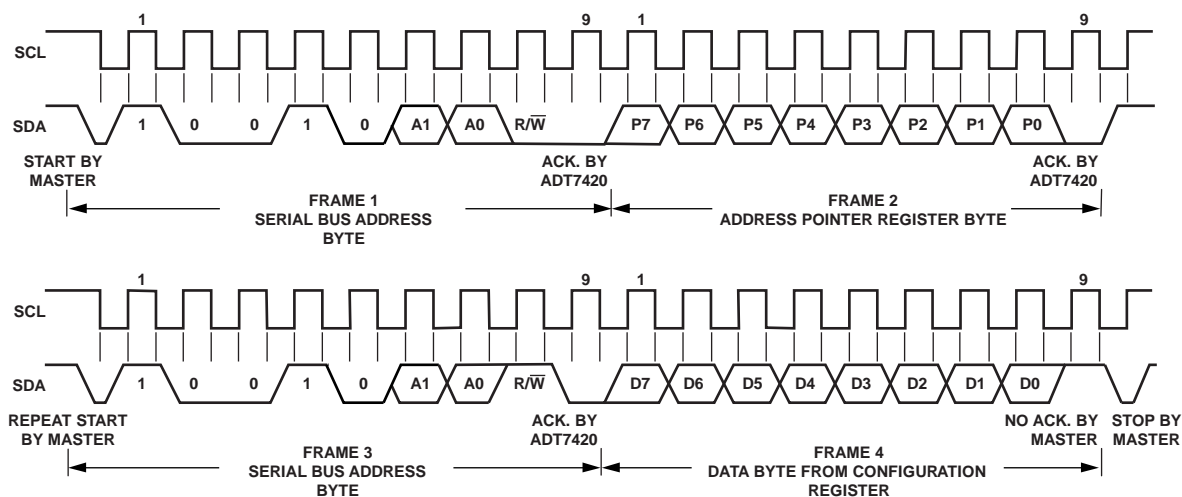 1 9 1 9
SCL
SDA 1 0 0 1 0 A1 A0 R/W̅ P7 P6 P5 P4 P3 P2 P1 P0
START BY
MASTER
ACK. BY
ADT7420
ACK. BY
ADT7420
FRAME 1
SERIAL BUS ADDRESS
BYTE
FRAME 2
ADDRESS POINTER REGISTER BYTE
1 9 1 9
SCL
SDA 1 0 0 1 0 A1 A0 R/W̅ D7 D6 D5 D4 D3 D2 D1 D0
REPEAT START
BY MASTER
ACK. BY
ADT7420
NO ACK. BY
MASTER
STOP BY
MASTER
FRAME 3
SERIAL BUS ADDRESS
BYTE
FRAME 4
DATA BYTE FROM CONFIGURATION
REGISTER